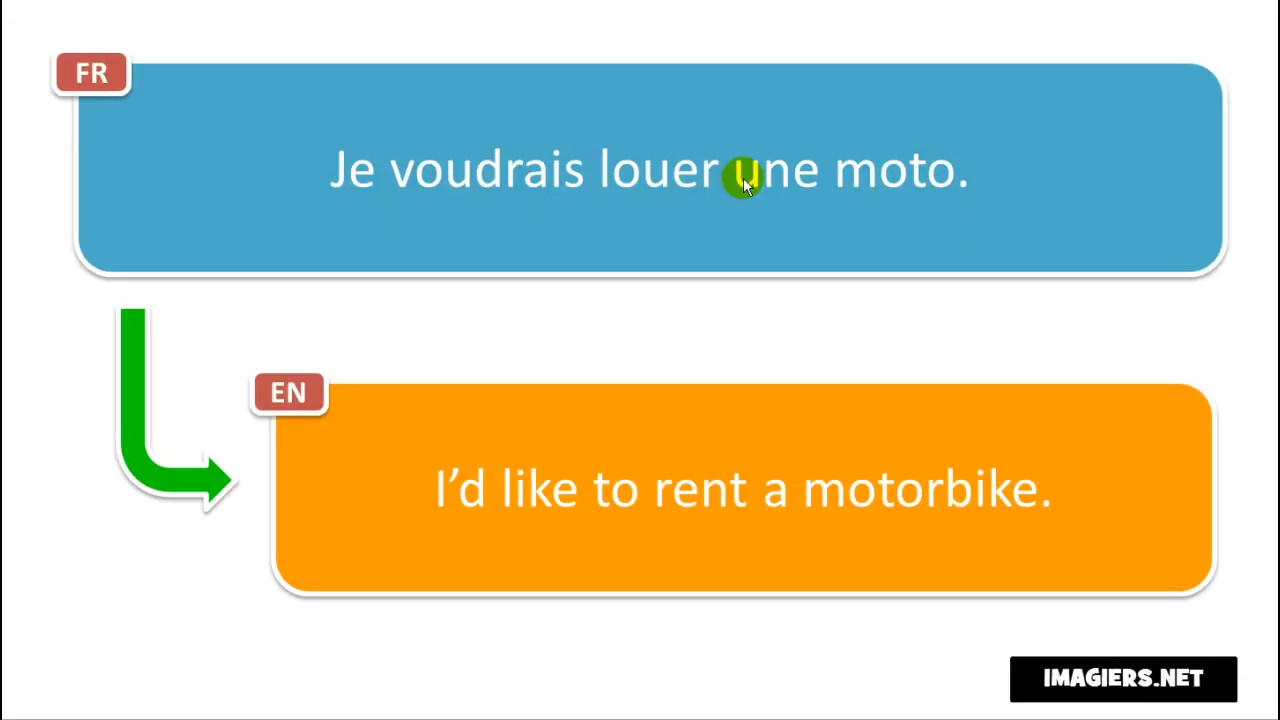 FR
Je voudrais louer une moto.
EN
I’d like to rent a motorbike.
IMAGIERS.NET